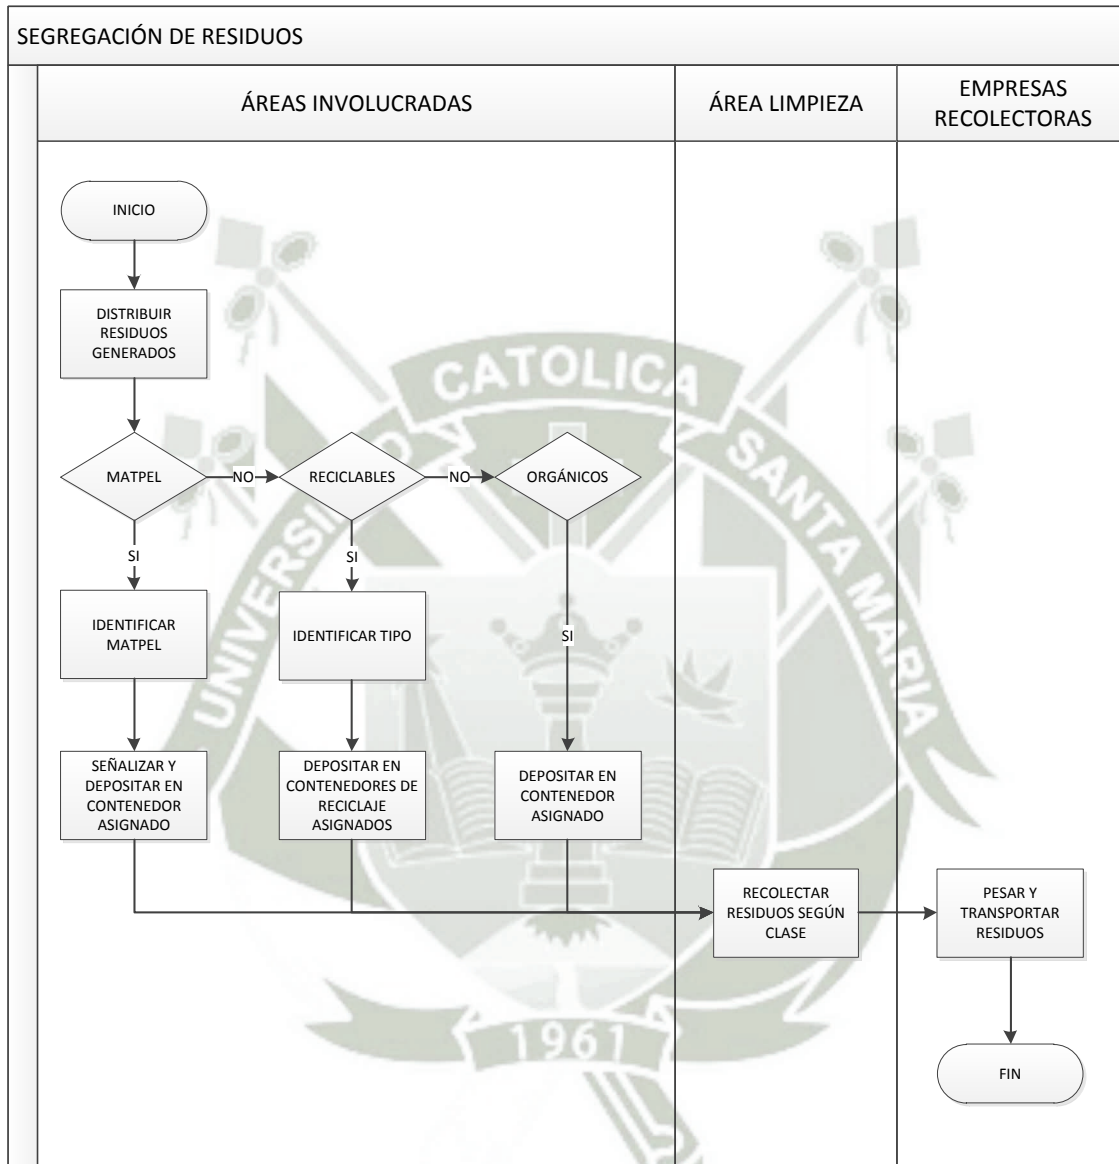 SEGREGACIÓN DE RESIDUOS
ÁREAS INVOLUCRADAS
ÁREA LIMPIEZA
EMPRESAS
RECOLECTORAS
INICIO
DISTRIBUIR
RESIDUOS
GENERADOS
MATPEL
NO
RECICLABLES
NO
ORGÁNICOS
SI
SI
SI
IDENTIFICAR
MATPEL
IDENTIFICAR TIPO
SEÑALIZAR Y
DEPOSITAR EN
CONTENEDOR
ASIGNADO
DEPOSITAR EN
CONTENEDORES DE
RECICLAJE
ASIGNADOS
DEPOSITAR EN
CONTENEDOR
ASIGNADO
RECOLECTAR
RESIDUOS SEGÚN
CLASE
PESAR Y
TRANSPORTAR
RESIDUOS
FIN
CATOLICA
SANTA MARIA
1961